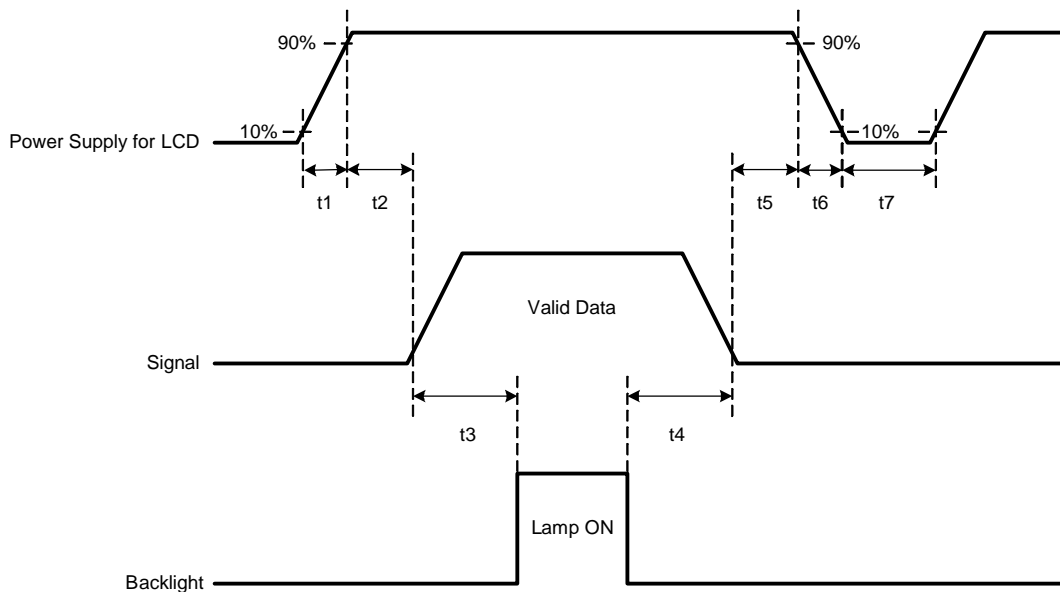 90%
90%
10%
10%
Power Supply for LCD
t1
t2
t5
t6
t7
Valid Data
Signal
t3
t4
Lamp ON
Backlight